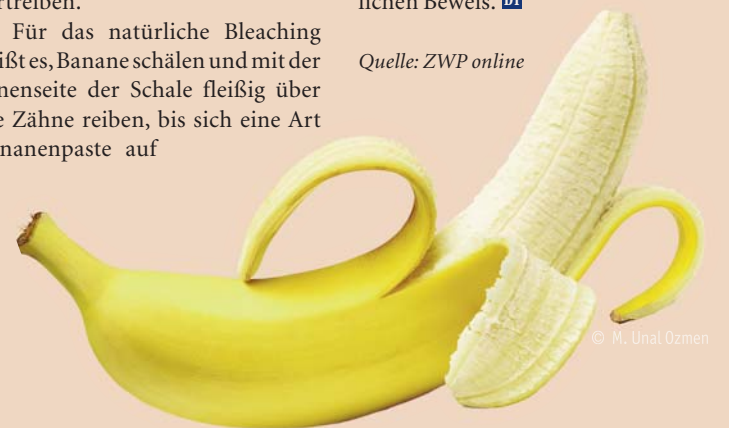 rtreiben.
Für das natürliche Bleaching
ißt es, Banane schälen und mit der
nenseite der Schale fleißig über
e Zähne reiben, bis sich eine Art
nanenpaste auf
lichen Beweis.
Quelle: ZWP online
© M. Unal Ozmen